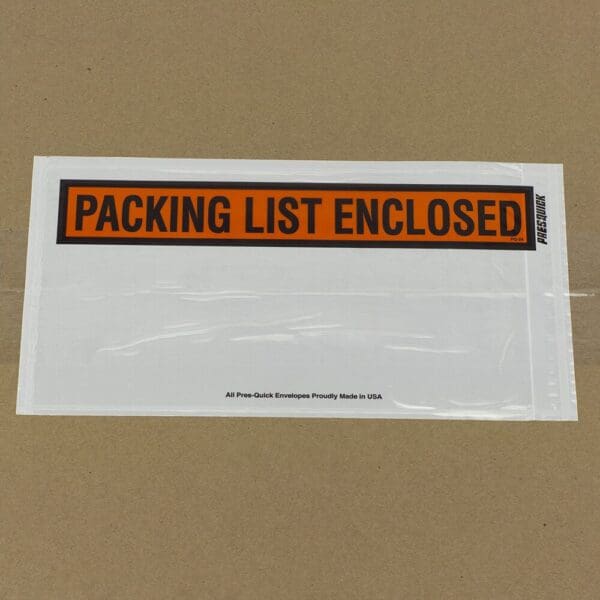 PACKING LIST ENCLOSED
PRESQUICK
All Pres-Quick Envelopes Proudly Made in USA